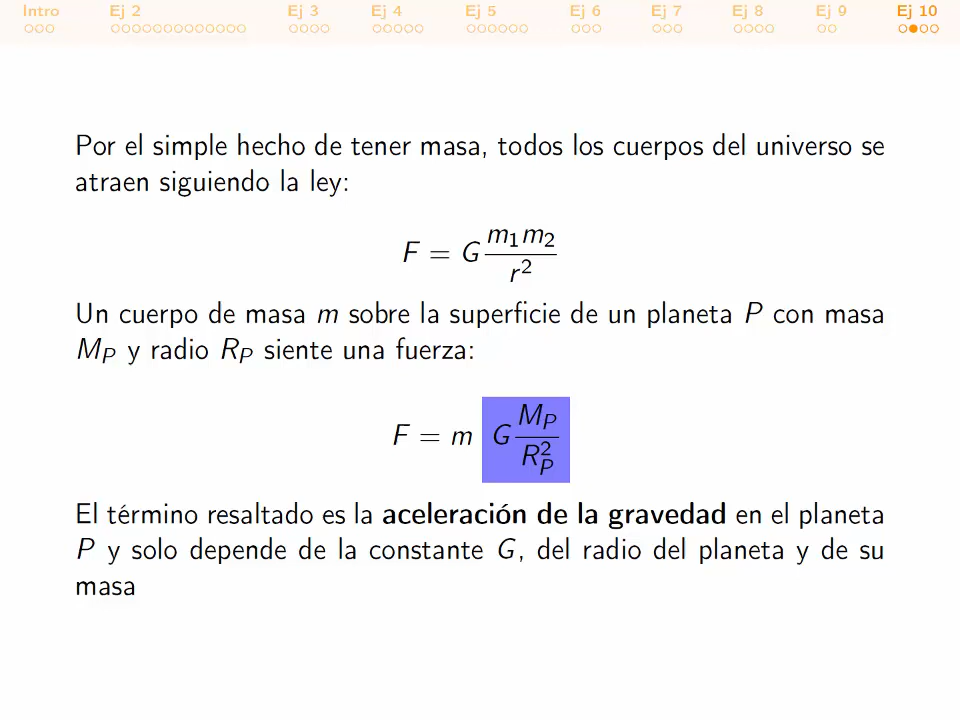 Intro Ej 2 Ej 3 Ej 4 Ej 5 Ej 6 Ej 7 Ej 8 Ej 9 Ej 10
Por el simple hecho de tener masa, todos los cuerpos del universo se
atraen siguiendo la ley:
F = G m₁m₂ / r²
Un cuerpo de masa m sobre la superficie de un planeta P con masa
M_P y radio R_P siente una fuerza:
F = m G M_P / R_P²
El término resaltado es la aceleración de la gravedad en el planeta
P y solo depende de la constante G, del radio del planeta y de su
masa